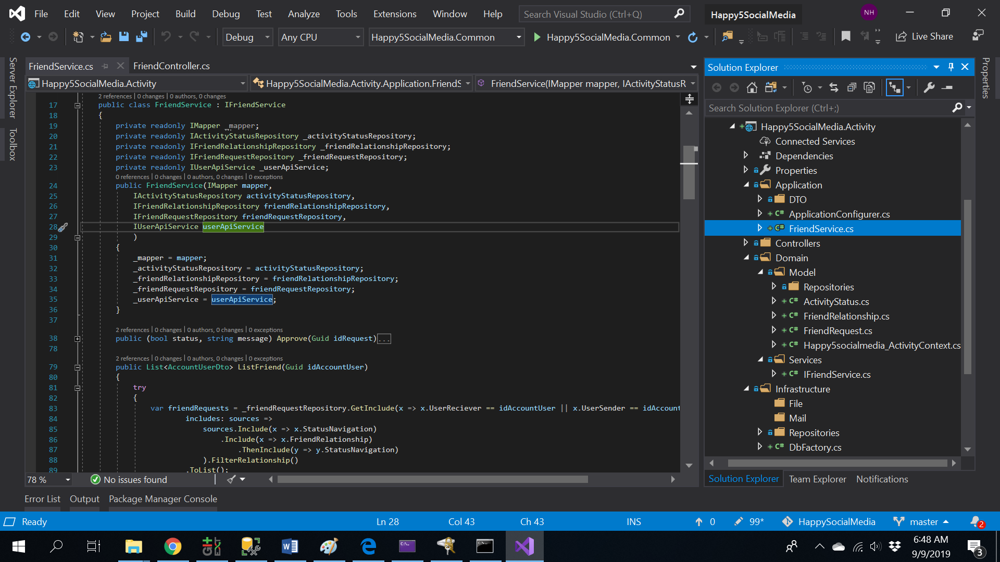 File Edit View Project Build Debug Test Analyze Tools Extensions Window Help Search Visual Studio (Ctrl+Q) Happy5SocialMedia NH
Debug Any CPU Happy5SocialMedia.Common Happy5SocialMedia.Common Live Share
Server Explorer
Toolbox
FriendService.cs FriendController.cs
Happy5SocialMedia.Activity Happy5SocialMedia.Activity.Application.FriendS FriendService(IMapper mapper, IActivityStatusR
2 references | 0 changes | 0 authors, 0 changes
17 public class FriendService : IFriendService
18 {
19 private readonly IMapper _mapper;
20 private readonly IActivityStatusRepository _activityStatusRepository;
21 private readonly IFriendRelationshipRepository _friendRelationshipRepository;
22 private readonly IFriendRequestRepository _friendRequestRepository;
23 private readonly IUserApiService _userApiService;
0 references | 0 changes | 0 authors, 0 changes | 0 exceptions
24 public FriendService(IMapper mapper,
25 IActivityStatusRepository activityStatusRepository,
26 IFriendRelationshipRepository friendRelationshipRepository,
27 IFriendRequestRepository friendRequestRepository,
28 IUserApiService userApiService
29 )
30 {
31 _mapper = mapper;
32 _activityStatusRepository = activityStatusRepository;
33 _friendRelationshipRepository = friendRelationshipRepository;
34 _friendRequestRepository = friendRequestRepository;
35 _userApiService = userApiService;
36 }
37
2 references | 0 changes | 0 authors, 0 changes | 0 exceptions
38 public (bool status, string message) Approve(Guid idRequest)...
78
2 references | 0 changes | 0 authors, 0 changes | 0 exceptions
79 public List<AccountUserDto> ListFriend(Guid idAccountUser)
80 {
81 try
82 {
83 var friendRequests = _friendRequestRepository.GetInclude(x => x.UserReciever == idAccountUser || x.UserSender == idAccount
84 includes: sources =>
85 sources.Include(x => x.StatusNavigation)
86 .Include(x => x.FriendRelationship)
87 .ThenInclude(y => y.StatusNavigation)
88 ).FilterRelationship()
89 .ToList();
78 % No issues found
Solution Explorer
Search Solution Explorer (Ctrl+;)
Happy5SocialMedia.Activity
Connected Services
Dependencies
Properties
Application
DTO
C# ApplicationConfigurer.cs
C# FriendService.cs
Controllers
Domain
Model
Repositories
C# ActivityStatus.cs
C# FriendRelationship.cs
C# FriendRequest.cs
C# Happy5socialmedia_ActivityContext.cs
Services
C# IFriendService.cs
Infrastructure
File
Mail
Repositories
C# DbFactory.cs
Solution Explorer Team Explorer Notifications
Properties
Error List Output Package Manager Console
Ready Ln 28 Col 43 Ch 43 INS 0 99* HappySocialMedia master 2
6:48 AM
9/9/2019
3